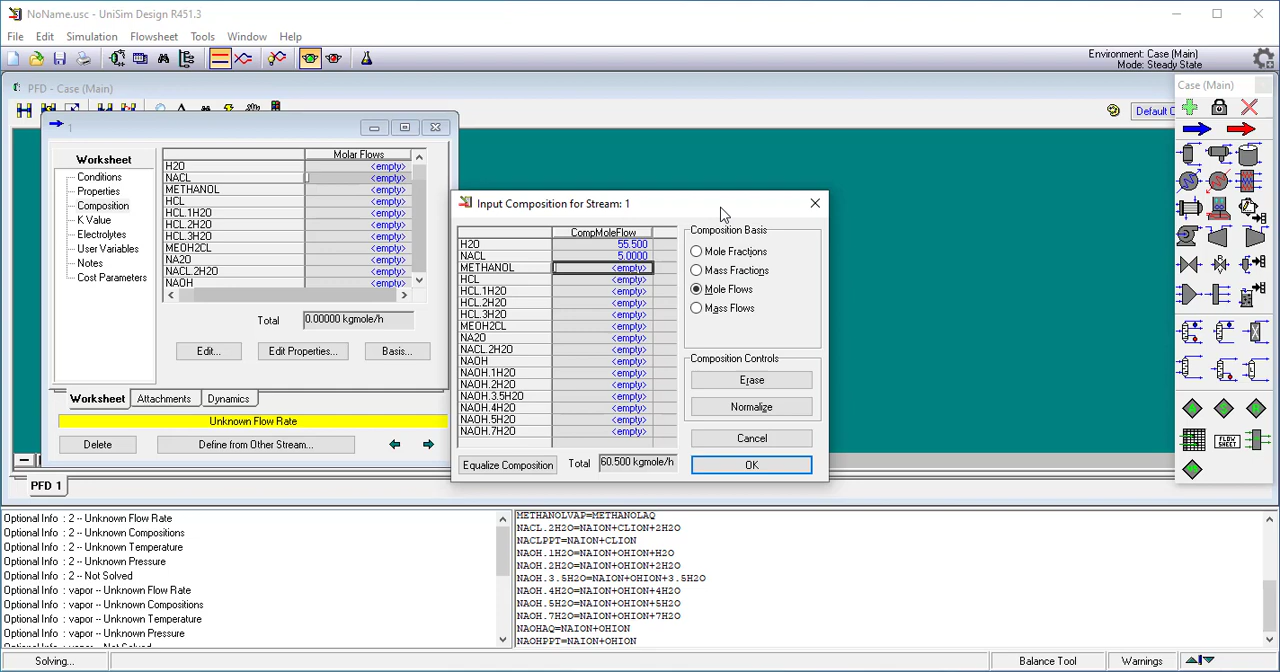 NoName.usc - UniSim Design R451.3
File Edit Simulation Flowsheet Tools Window Help
Environment: Case (Main)
Mode: Steady State
PFD - Case (Main)
Case (Main)
Default C
1
Worksheet
Conditions
Properties
Composition
K Value
Electrolytes
User Variables
Notes
Cost Parameters
Molar Flows
H2O <empty>
NACL <empty>
METHANOL <empty>
HCL <empty>
HCL.1H2O <empty>
HCL.2H2O <empty>
HCL.3H2O <empty>
MEOH2CL <empty>
NA2O <empty>
NACL.2H2O <empty>
NAOH <empty>
Total 0.00000 kgmole/h
Edit... Edit Properties... Basis...
Worksheet Attachments Dynamics
Unknown Flow Rate
Delete Define from Other Stream...
Input Composition for Stream: 1
CompMoleFlow
H2O 55.500
NACL 5.0000
METHANOL <empty>
HCL <empty>
HCL.1H2O <empty>
HCL.2H2O <empty>
HCL.3H2O <empty>
MEOH2CL <empty>
NA2O <empty>
NACL.2H2O <empty>
NAOH <empty>
NAOH.1H2O <empty>
NAOH.2H2O <empty>
NAOH.3.5H2O <empty>
NAOH.4H2O <empty>
NAOH.5H2O <empty>
NAOH.7H2O <empty>
Equalize Composition Total 60.500 kgmole/h
Composition Basis
Mole Fractions
Mass Fractions
Mole Flows
Mass Flows
Composition Controls
Erase
Normalize
Cancel
OK
FLOW
SHEET
PFD 1
Optional Info : 2 -- Unknown Flow Rate
Optional Info : 2 -- Unknown Compositions
Optional Info : 2 -- Unknown Temperature
Optional Info : 2 -- Unknown Pressure
Optional Info : 2 -- Not Solved
Optional Info : vapor -- Unknown Flow Rate
Optional Info : vapor -- Unknown Compositions
Optional Info : vapor -- Unknown Temperature
Optional Info : vapor -- Unknown Pressure
Optional Info : vapor -- Not Solved
METHANOLVAP=METHANOLAQ
NACL.2H2O=NAION+CLION+2H2O
NACLPPT=NAION+CLION
NAOH.1H2O=NAION+OHION+H2O
NAOH.2H2O=NAION+OHION+2H2O
NAOH.3.5H2O=NAION+OHION+3.5H2O
NAOH.4H2O=NAION+OHION+4H2O
NAOH.5H2O=NAION+OHION+5H2O
NAOH.7H2O=NAION+OHION+7H2O
NAOHAQ=NAION+OHION
NAOHPPT=NAION+OHION
Solving... Balance Tool Warnings